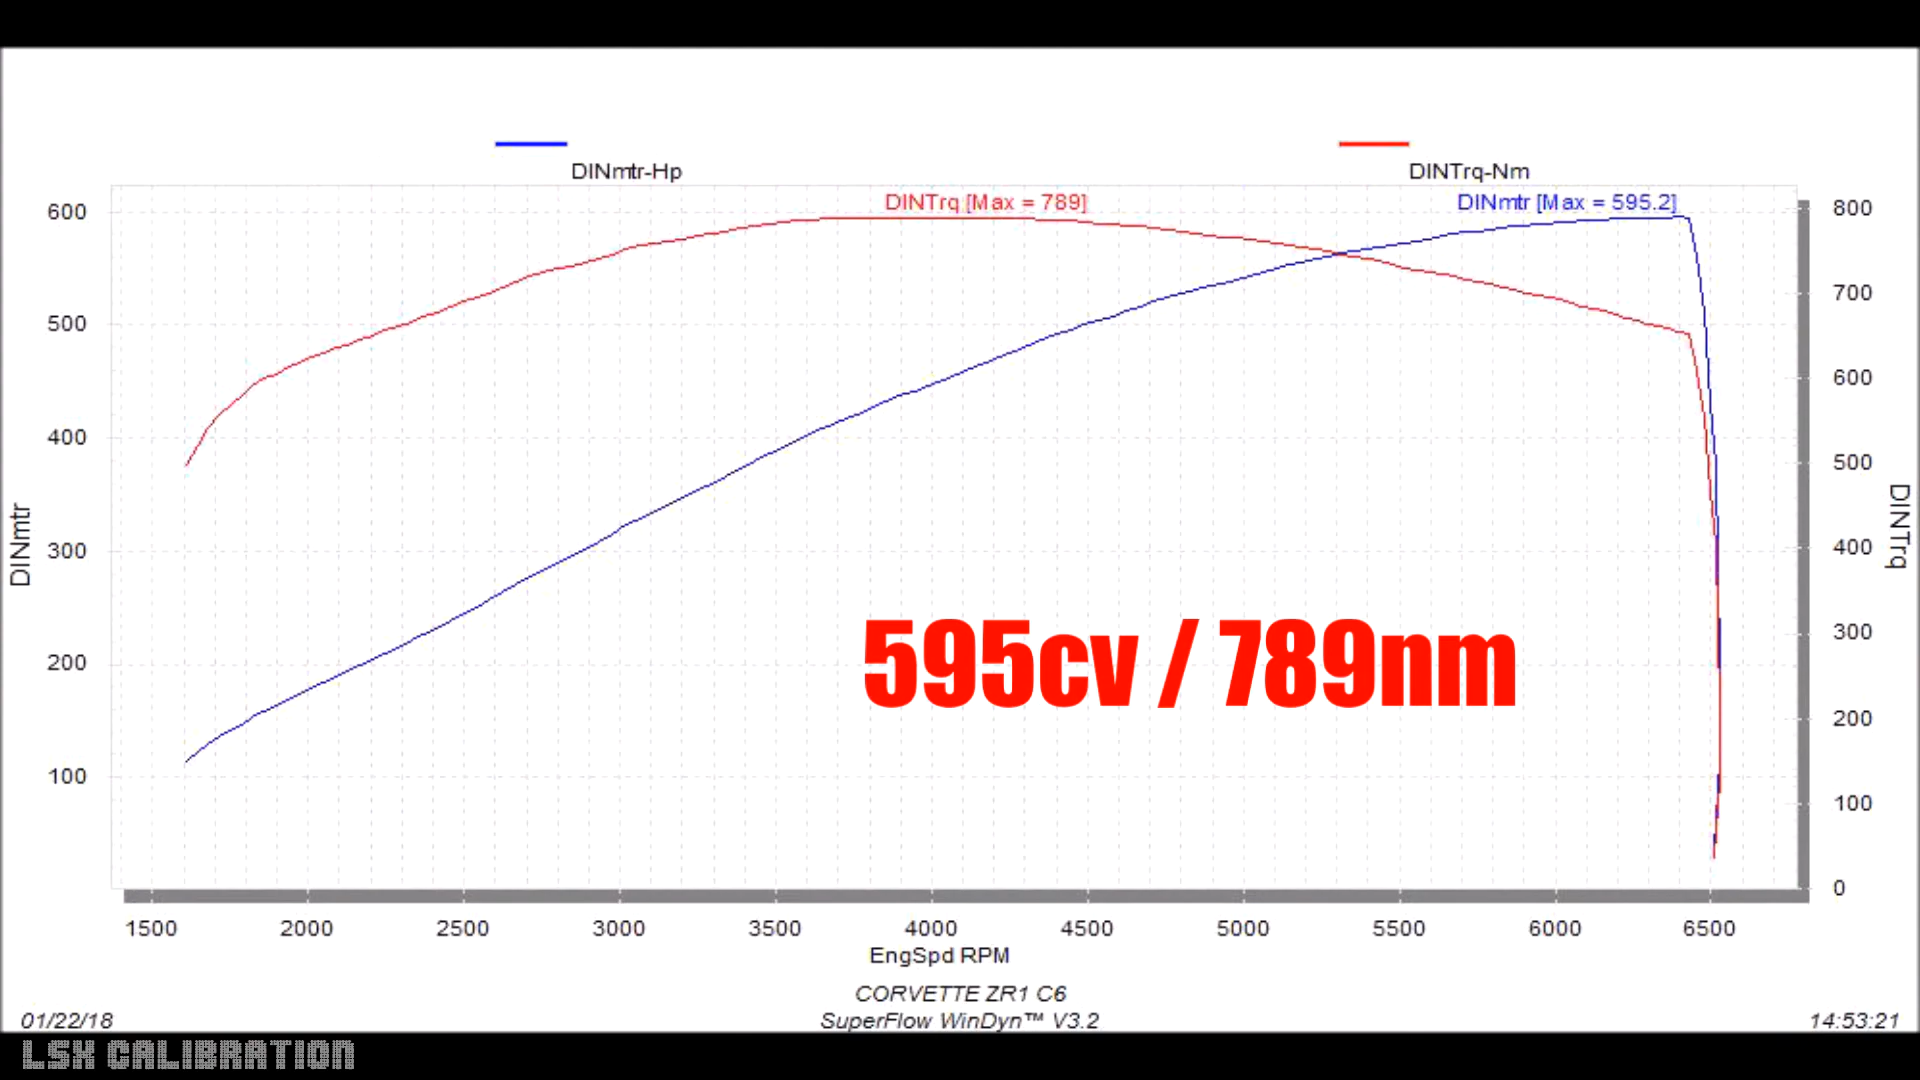 DINmtr-Hp
DINTrq-Nm
DINTrq [Max = 789]
DINmtr [Max = 595.2]
600
500
400
300
200
100
DINmtr
800
700
600
500
400
300
200
100
0
DINTrq
595cv / 789nm
1500 2000 2500 3000 3500 4000 4500 5000 5500 6000 6500
EngSpd RPM
CORVETTE ZR1 C6
01/22/18 SuperFlow WinDyn™ V3.2 14:53:21
LSX CALIBRATION